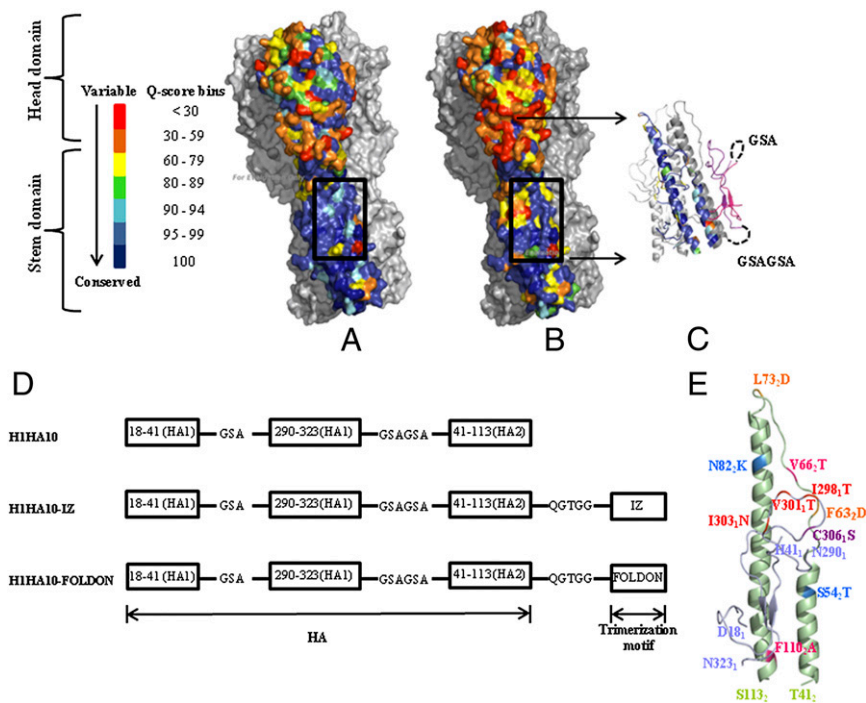 Head domain
Stem domain
Variable
Conserved
Q-score bins
< 30
30 - 59
60 - 79
80 - 89
90 - 94
95 - 99
100
A
B
C
GSA
GSAGSA
D
H1HA10
18-41 (HA1) GSA 290-323(HA1) GSAGSA 41-113(HA2)
H1HA10-IZ
18-41 (HA1) GSA 290-323(HA1) GSAGSA 41-113(HA2) QGTGG IZ
H1HA10-FOLDON
18-41 (HA1) GSA 290-323(HA1) GSAGSA 41-113(HA2) QGTGG FOLDON
HA
Trimerization
motif
E
L73₂D
N82₂K
V66₂T
I298₁T
V301₁T
F63₂D
I303₁N
C306₁S
H41₁
N290₁
S54₂T
D18₁
F110₂A
N323₁
S113₂
T41₂